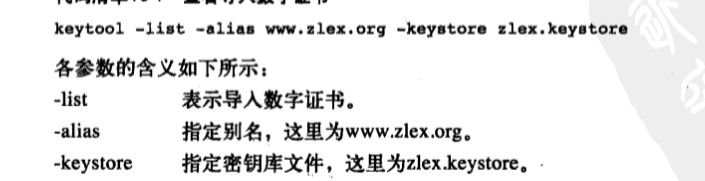 keytool -list -alias www.zlex.org -keystore zlex.keystore
各参数的含义如下所示：
-list 表示导入数字证书。
-alias 指定别名，这里为www.zlex.org。
-keystore 指定密钥库文件，这里为zlex.keystore。